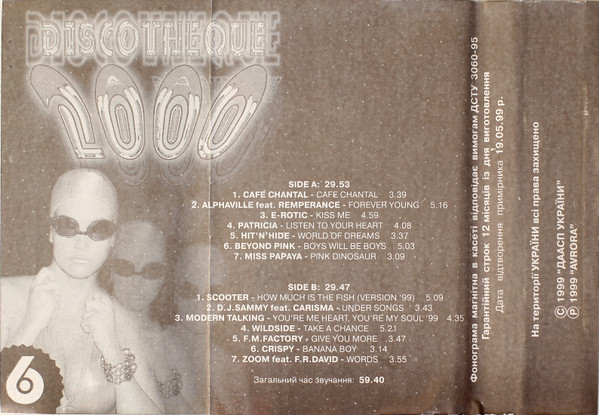 DISCOTHEQUE
2000
SIDE A: 29.53
1. CAFÉ CHANTAL - CAFE CHANTAL 3.39
2. ALPHAVILLE feat. REMPERANCE - FOREVER YOUNG 5.16
3. E-ROTIC - KISS ME 4.59
4. PATRICIA - LISTEN TO YOUR HEART 4.08
5. HIT'N'HIDE - WORLD OF DREAMS 3.37
6. BEYOND PINK - BOYS WILL BE BOYS 5.03
7. MISS PAPAYA - PINK DINOSAUR 3.09
SIDE B: 29.47
1. SCOOTER - HOW MUCH IS THE FISH (VERSION '99) 5.09
2. D.J.SAMMY feat. CARISMA - UNDER SONGS 3.43
3. MODERN TALKING - YOU'RE ME HEART, YOU'RE MY SOUL '99 4.35
4. WILDSIDE - TAKE A CHANCE 5.21
5. F.M.FACTORY - GIVE YOU MORE 3.47
6. CRISPY - BANANA BOY 3.14
7. ZOOM feat. F.R.DAVID - WORDS 3.55
Загальний час звучання: 59.40
6
Фонограма магнітна в касеті відповідає вимогам ДСТУ 3060-95
Гарантійний строк 12 місяців із дня виготовлення
Дата відтворення примірника 19.05.99 р.
На території УКРАЇНИ всі права захищено
© 1999 "ДААСП УКРАЇНИ"
℗ 1999 "AVRORA"